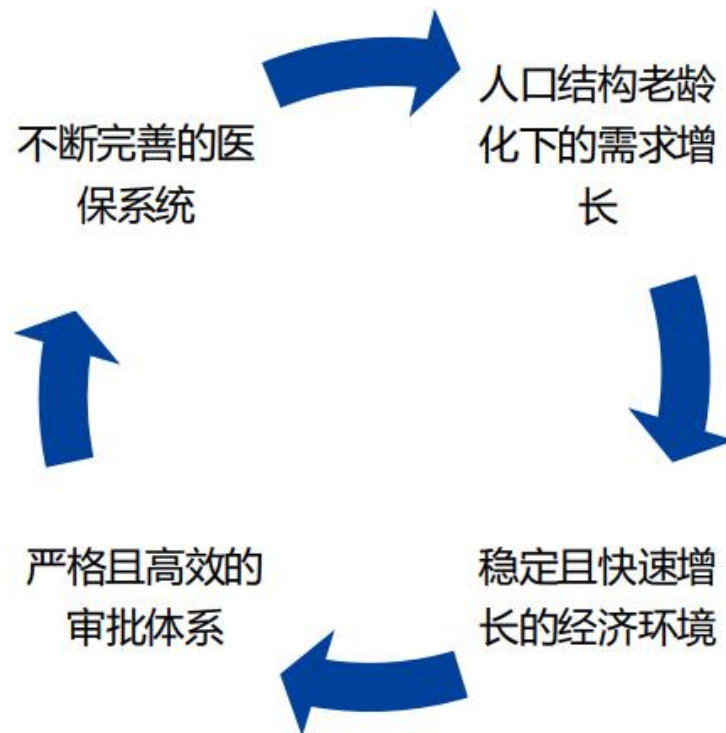 不断完善的医
保系统
人口结构老龄
化下的需求增
长
稳定且快速增
长的经济环境
严格且高效的
审批体系